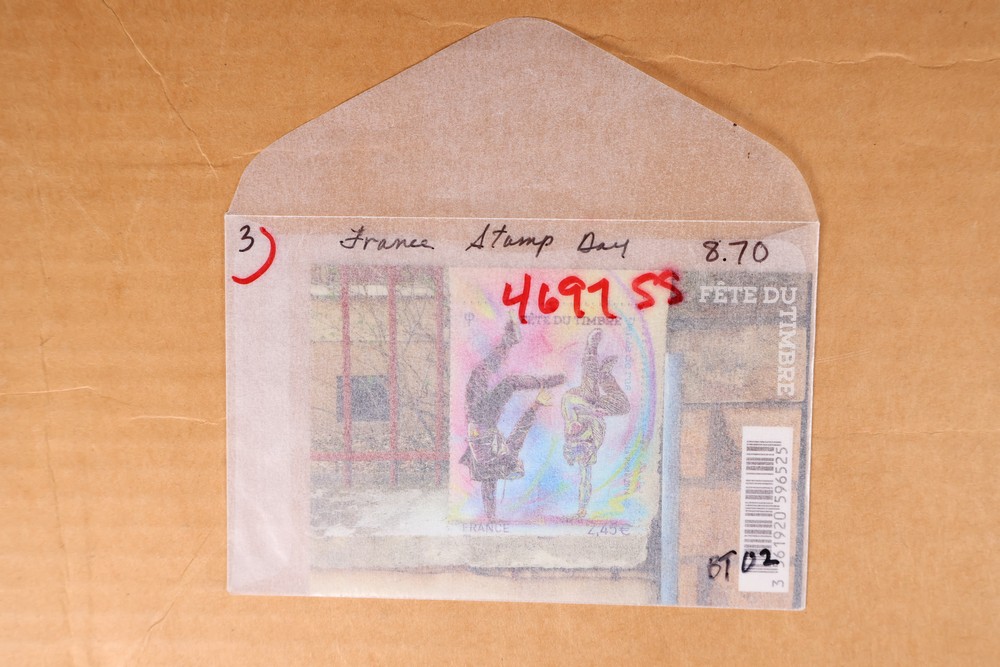 3) France Stamp Day 8.70
4697 SS
FÊTE DU
TIMBRE
φ FÊTE DU TIMBRE
FRANCE 2,45€
BT02
3 561920 596525